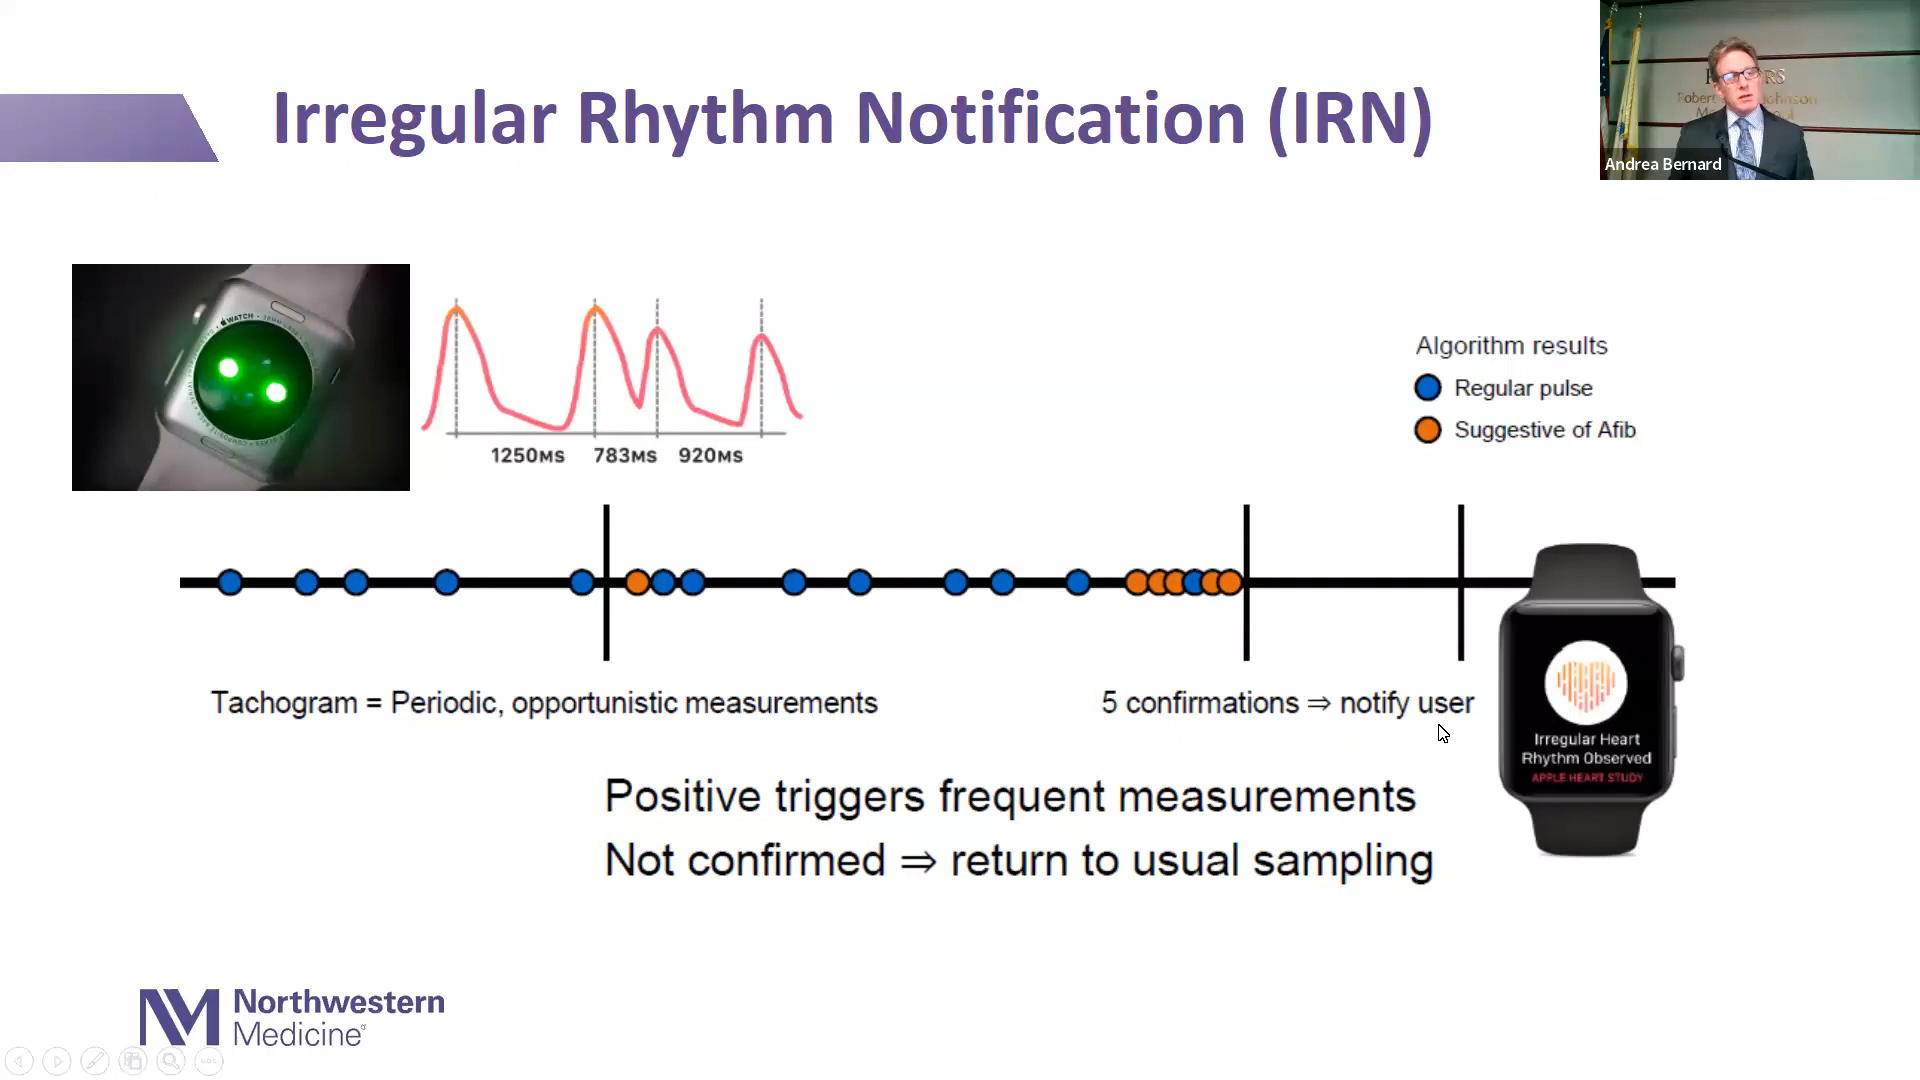 Irregular Rhythm Notification (IRN)
Andrea Bernard
WATCH
1250MS 783MS 920MS
Algorithm results
Regular pulse
Suggestive of Afib
Tachogram = Periodic, opportunistic measurements
5 confirmations ⇒ notify user
Irregular Heart
Rhythm Observed
APPLE HEART STUDY
Positive triggers frequent measurements
Not confirmed ⇒ return to usual sampling
NM Northwestern
Medicine